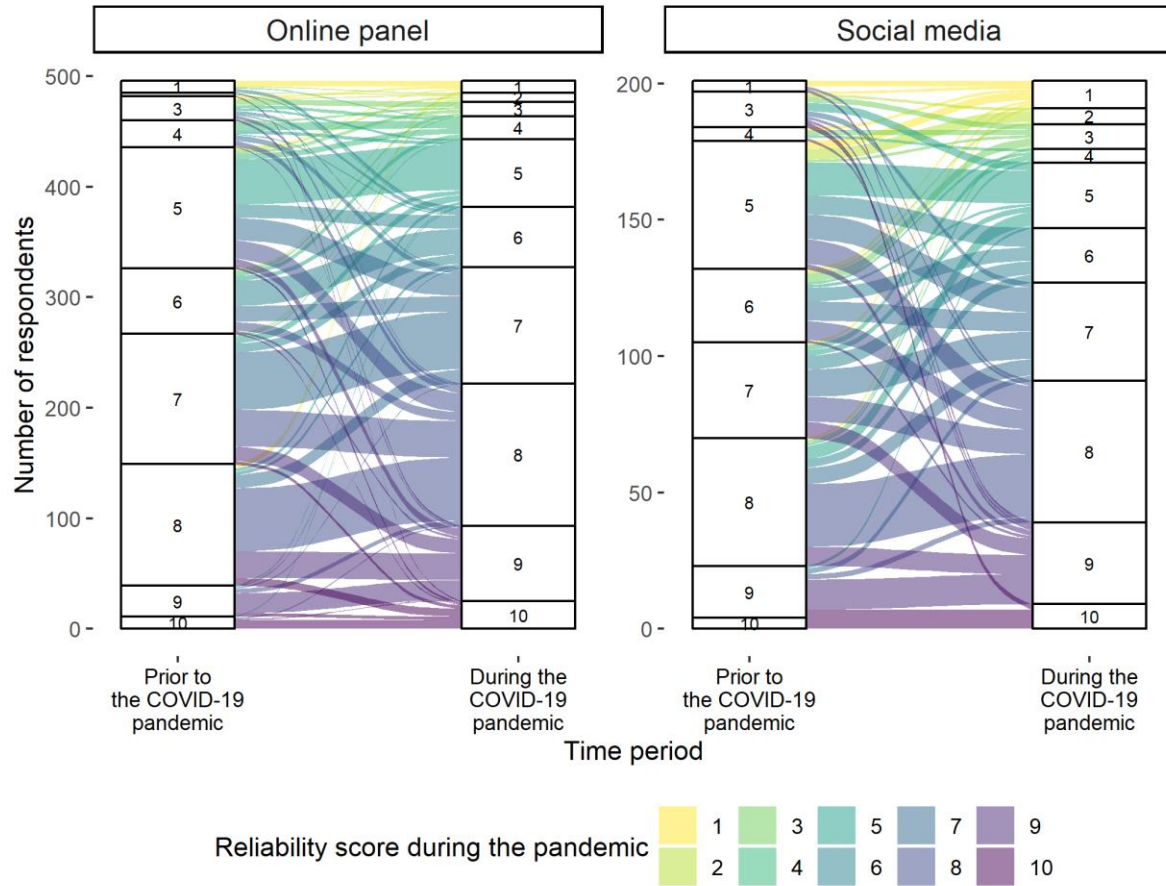 Online panel
Social media
Number of respondents
500
400
300
200
100
0
1
3
4
5
6
7
8
9
10
1
2
3
4
5
6
7
8
9
10
200
150
100
50
0
1
3
4
5
6
7
8
9
10
1
2
3
4
5
6
7
8
9
10
Prior to
the COVID-19
pandemic
During the
COVID-19
pandemic
Prior to
the COVID-19
pandemic
During the
COVID-19
pandemic
Time period
Reliability score during the pandemic
1 3 5 7 9
2 4 6 8 10